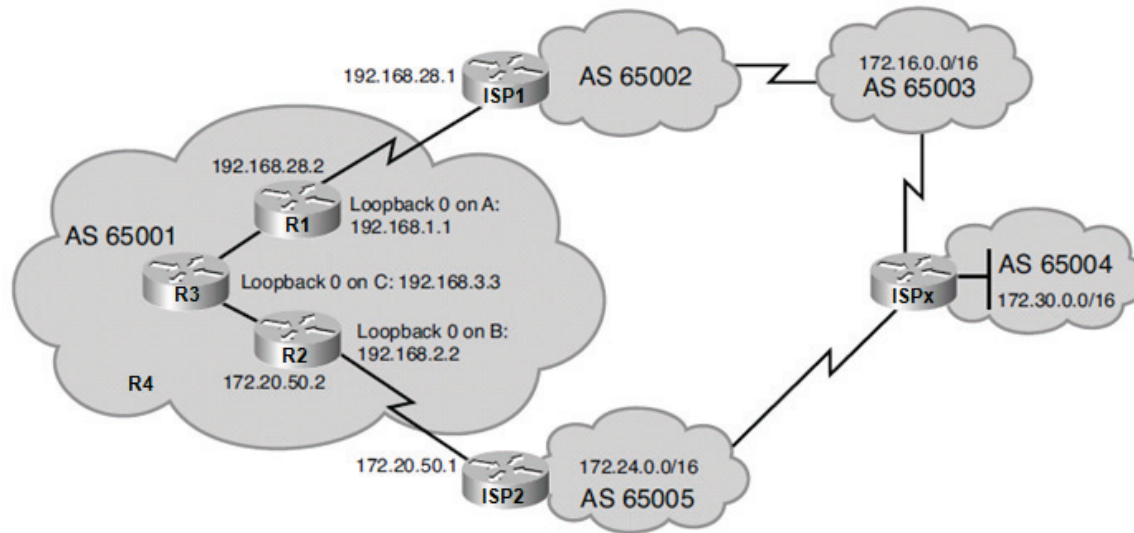 192.168.28.1
ISP1
AS 65002
172.16.0.0/16
AS 65003
192.168.28.2
R1
Loopback 0 on A:
192.168.1.1
AS 65001
R3
Loopback 0 on C: 192.168.3.3
R2
Loopback 0 on B:
192.168.2.2
R4
172.20.50.2
ISPx
AS 65004
172.30.0.0/16
172.20.50.1
ISP2
172.24.0.0/16
AS 65005